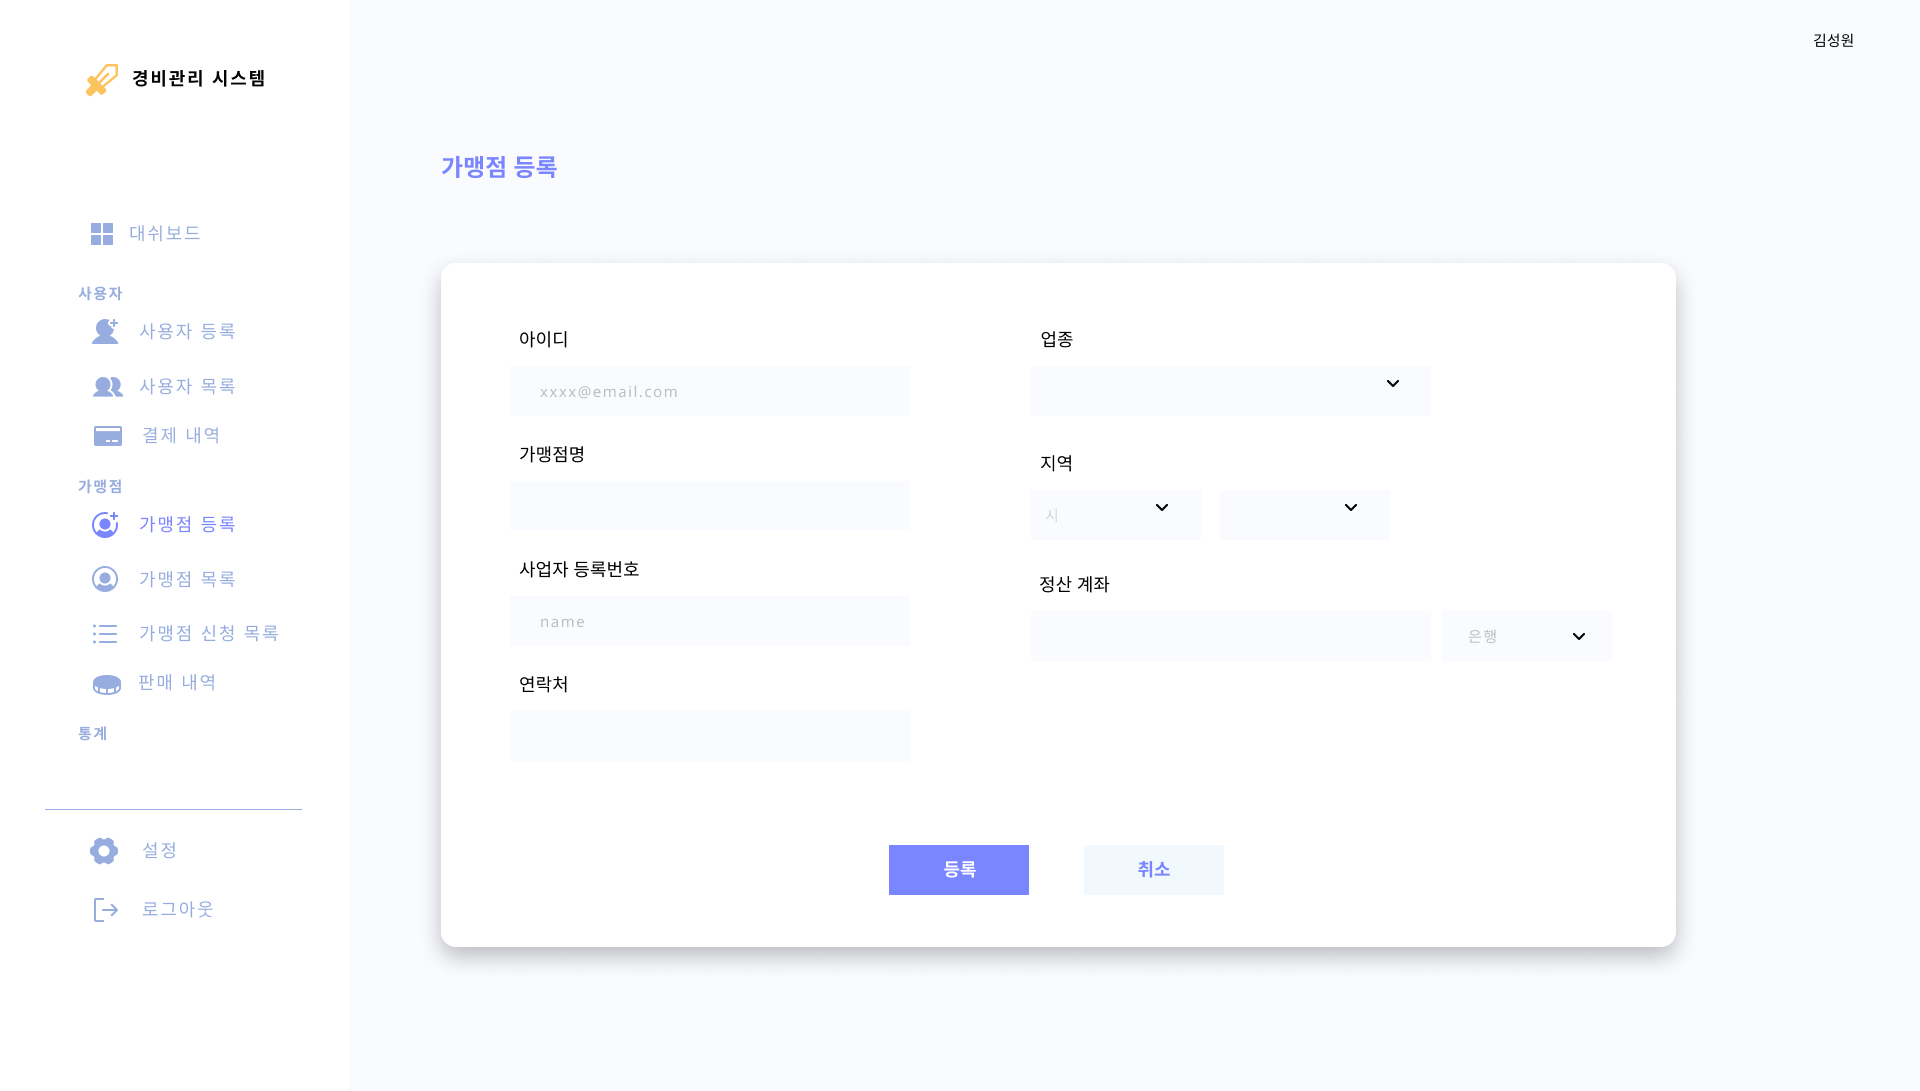 김성원
경비관리 시스템
대쉬보드
사용자
사용자 등록
사용자 목록
결제 내역
가맹점
가맹점 등록
가맹점 목록
가맹점 신청 목록
판매 내역
통계
설정
로그아웃
가맹점 등록
아이디
xxxx@email.com
가맹점명
사업자 등록번호
name
연락처
업종
지역
시
정산 계좌
은행
등록
취소